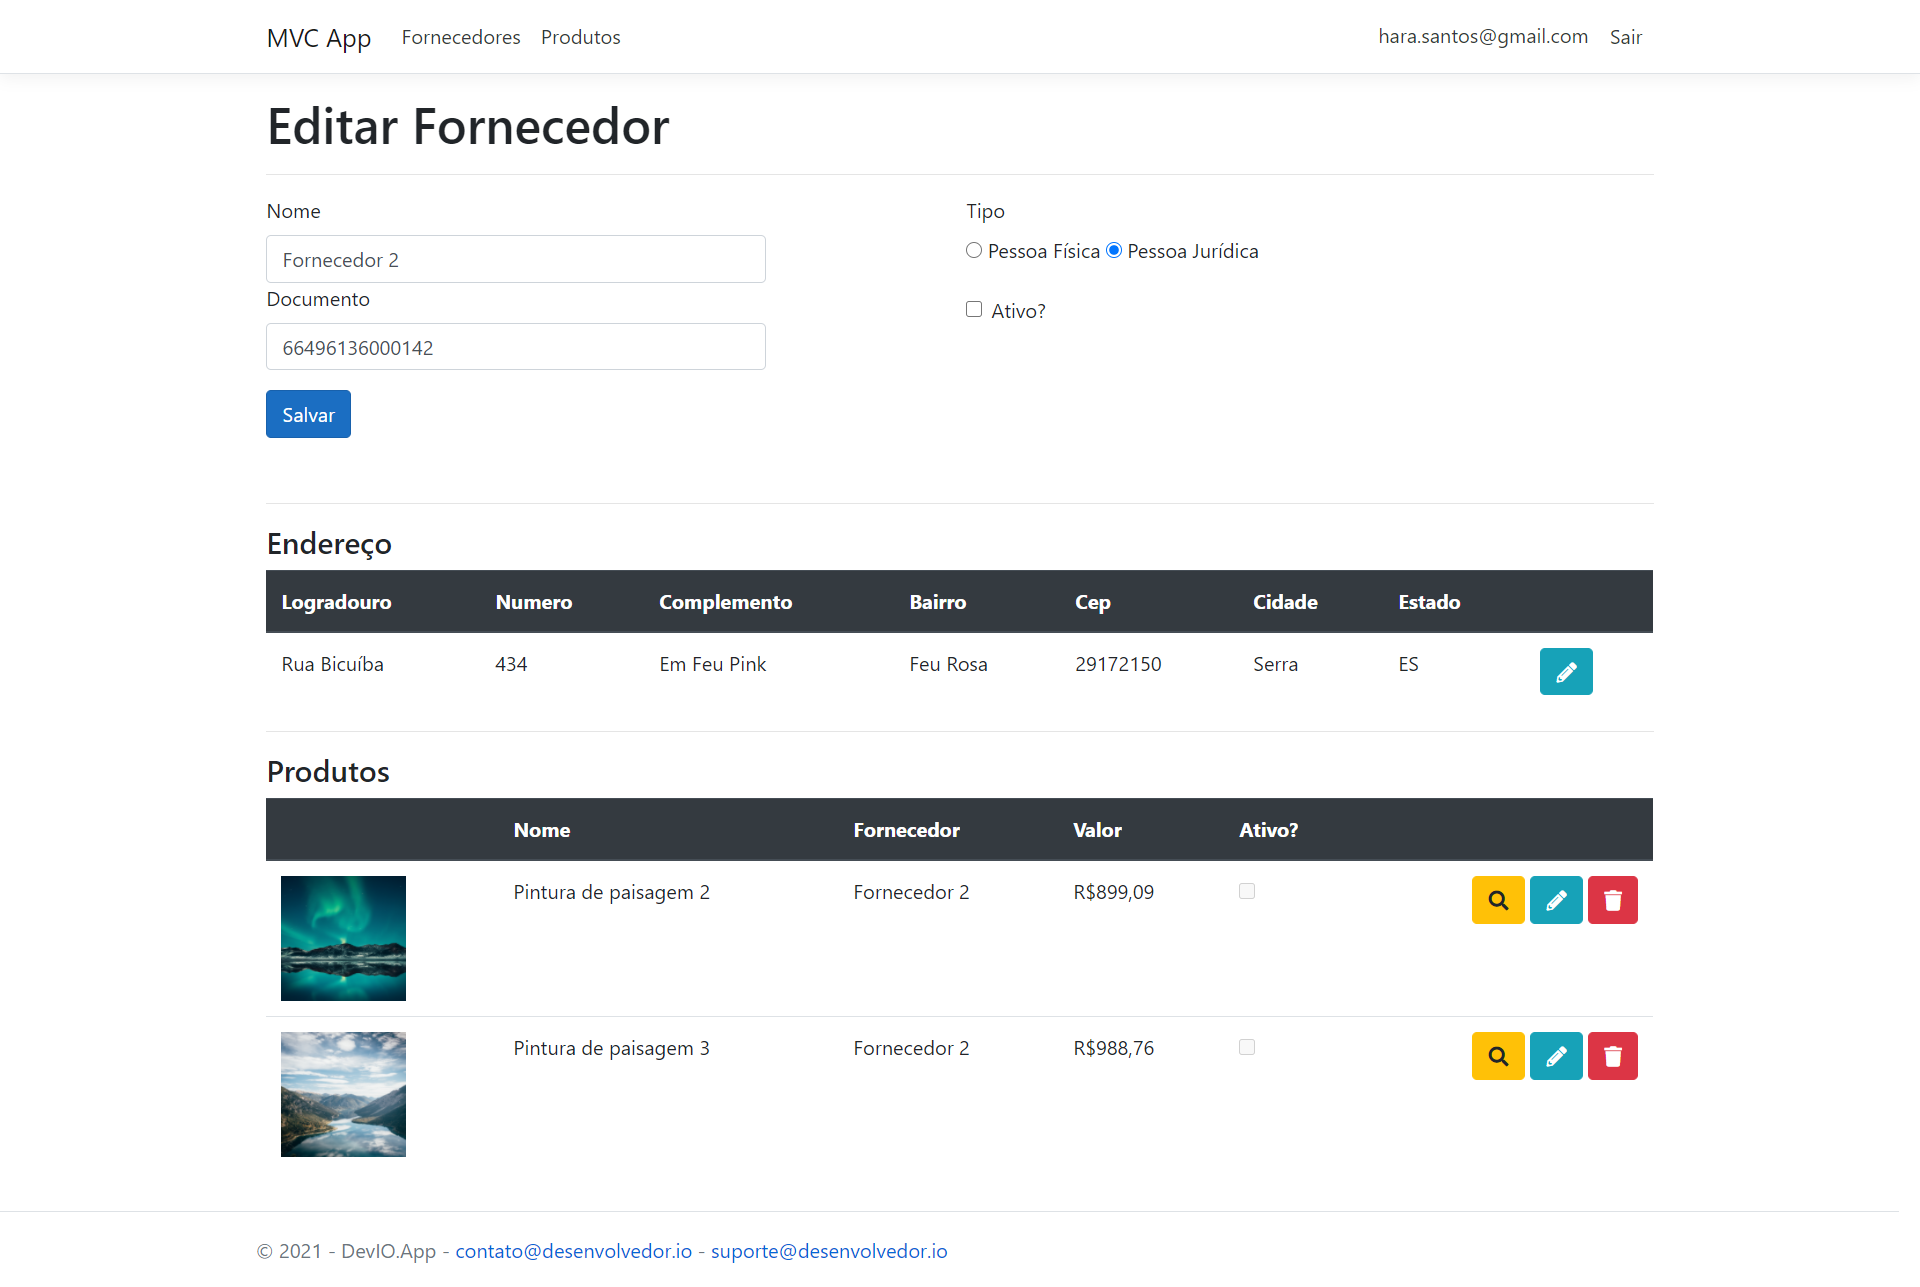 MVC App Fornecedores Produtos hara.santos@gmail.com Sair
Editar Fornecedor
Nome
Fornecedor 2
Documento
66496136000142
Tipo
Pessoa Física Pessoa Jurídica
Ativo?
Salvar
Endereço
Logradouro Numero Complemento Bairro Cep Cidade Estado
Rua Bicuíba 434 Em Feu Pink Feu Rosa 29172150 Serra ES
Produtos
Nome Fornecedor Valor Ativo?
Pintura de paisagem 2 Fornecedor 2 R$899,09
Pintura de paisagem 3 Fornecedor 2 R$988,76
© 2021 - DevIO.App - contato@desenvolvedor.io - suporte@desenvolvedor.io